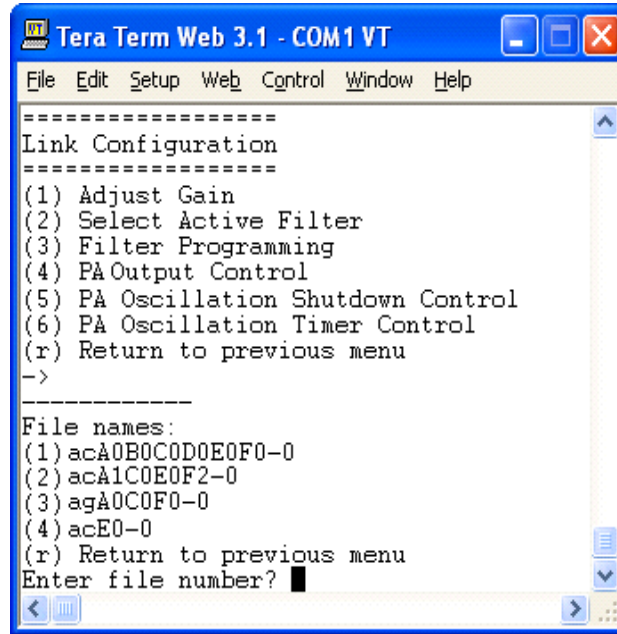 Tera Term Web 3.1 - COM1 VT
File Edit Setup Web Control Window Help
==================
Link Configuration
==================
(1) Adjust Gain
(2) Select Active Filter
(3) Filter Programming
(4) PA Output Control
(5) PA Oscillation Shutdown Control
(6) PA Oscillation Timer Control
(r) Return to previous menu
->
------------
File names:
(1) acA0B0C0D0E0F0-0
(2) acA1C0E0F2-0
(3) agA0C0F0-0
(4) acE0-0
(r) Return to previous menu
Enter file number?